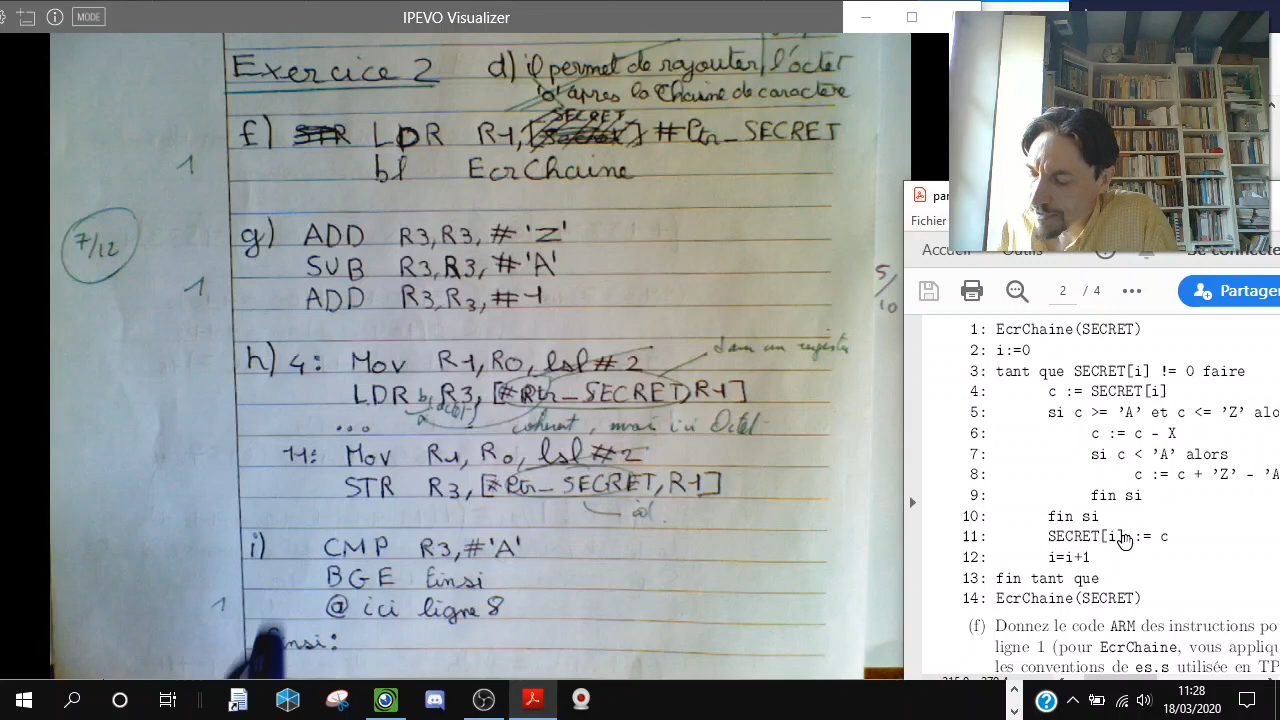 IPEVO Visualizer
MODE
Exercice 2 d) il permet de rajouter l'octet
'0' après la chaine de caractère
f) STR LDR R1, SECRET #Ptr_SECRET
1
bl EcrChaine
7/12
g) ADD R3,R3,#'Z'
SUB R3,R3,#'A'
1
ADD R3,R3,#1
5/10
h) 4: Mov R1,R0,lsl#2
dans un registre
LDR R3,[#Ptr_SECRET,R1]
...
cohérent, mais ici Octet
11: Mov R1,R0,lsl#2
STR R3,[#Ptr_SECRET,R1]
id.
i) CMP R3,#'A'
BGE finsi
1
@ ici ligne 8
finsi:
par
Fichier
Accueil Outils Se connecte
2 / 4
Partager
1: EcrChaine(SECRET)
2: i:=0
3: tant que SECRET[i] != 0 faire
4: c := SECRET[i]
5: si c >= 'A' et c <= 'Z' alo
6: c := c - X
7: si c < 'A' alors
8: c := c + 'Z' - 'A
9: fin si
10: fin si
11: SECRET[i] := c
12: i=i+1
13: fin tant que
14: EcrChaine(SECRET)
(f) Donnez le code ARM des instructions po
ligne 1 (pour EcrChaine, vous appliqu
les conventions de es.s utilisée en TP
11:28
18/03/2020